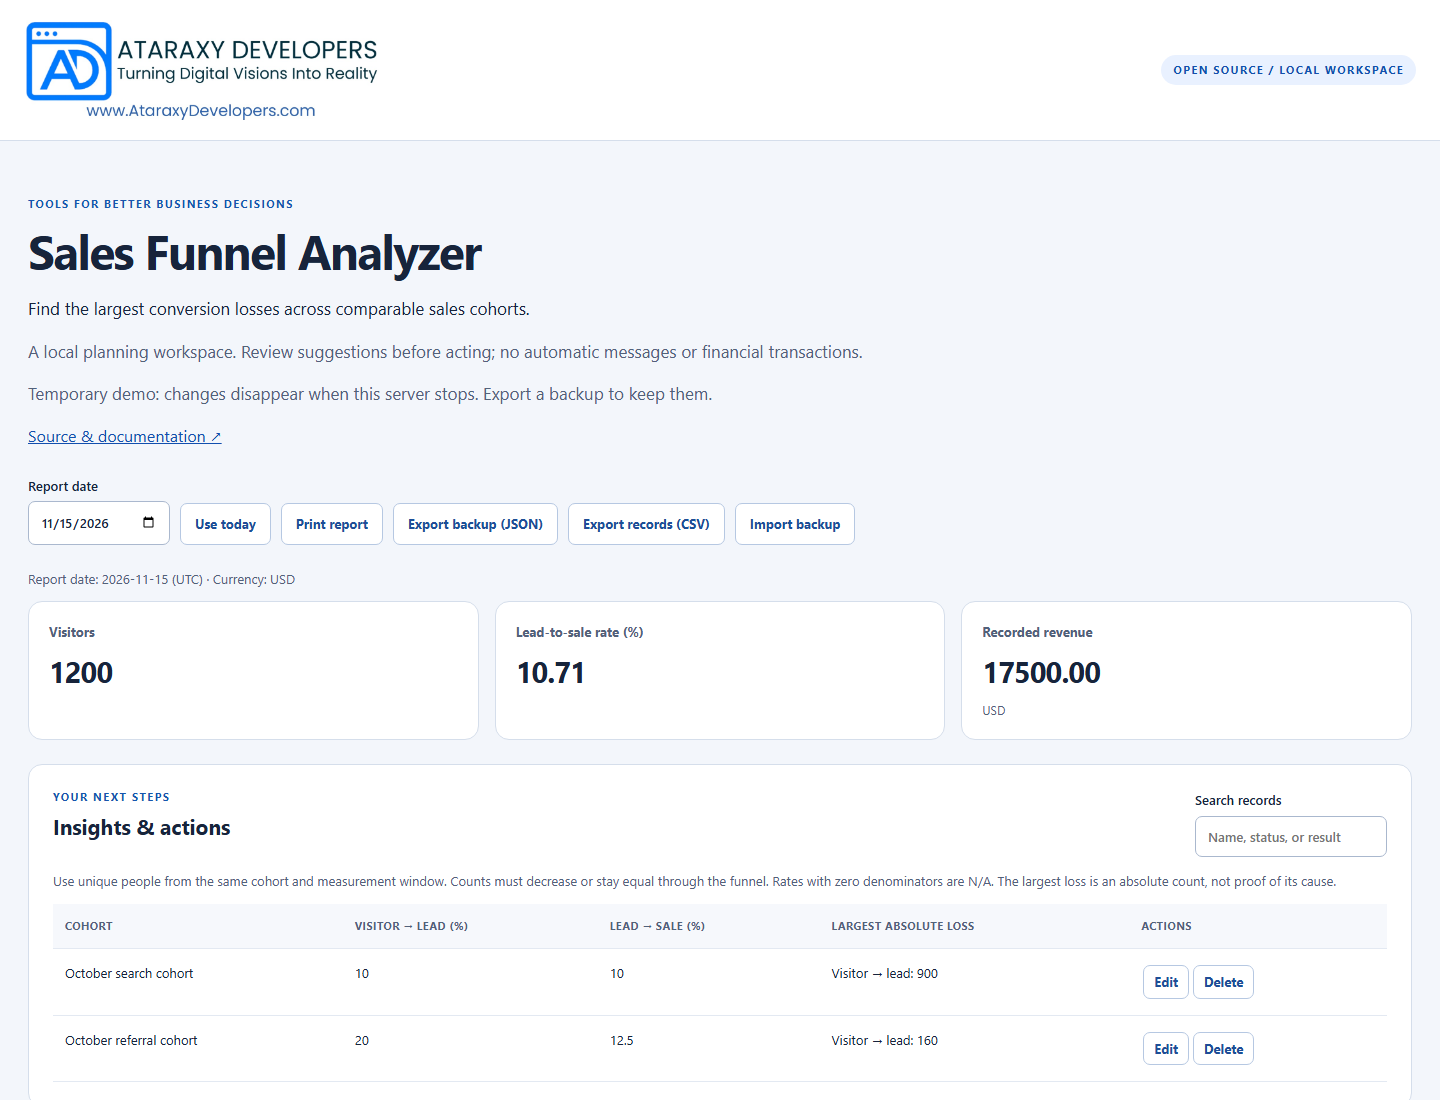 AD
ATARAXY DEVELOPERS
Turning Digital Visions Into Reality
www.AtaraxyDevelopers.com
OPEN SOURCE / LOCAL WORKSPACE
TOOLS FOR BETTER BUSINESS DECISIONS
Sales Funnel Analyzer
Find the largest conversion losses across comparable sales cohorts.
A local planning workspace. Review suggestions before acting; no automatic messages or financial transactions.
Temporary demo: changes disappear when this server stops. Export a backup to keep them.
Source & documentation ↗
Report date
11/15/2026 Use today Print report Export backup (JSON) Export records (CSV) Import backup
Report date: 2026-11-15 (UTC) · Currency: USD
Visitors Lead-to-sale rate (%) Recorded revenue
1200 10.71 17500.00
USD
YOUR NEXT STEPS
Insights & actions
Search records
Name, status, or result
Use unique people from the same cohort and measurement window. Counts must decrease or stay equal through the funnel. Rates with zero denominators are N/A. The largest loss is an absolute count, not proof of its cause.
COHORT VISITOR → LEAD (%) LEAD → SALE (%) LARGEST ABSOLUTE LOSS ACTIONS
October search cohort 10 10 Visitor → lead: 900 Edit Delete
October referral cohort 20 12.5 Visitor → lead: 160 Edit Delete